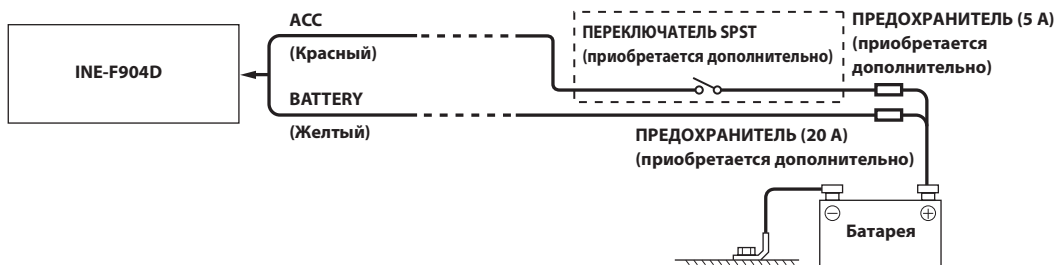 INE-F904D
ACC
(Красный)
BATTERY
(Желтый)
ПЕРЕКЛЮЧАТЕЛЬ SPST
(приобретается дополнительно)
ПРЕДОХРАНИТЕЛЬ (5 А)
(приобретается
дополнительно)
ПРЕДОХРАНИТЕЛЬ (20 А)
(приобретается дополнительно)
Батарея